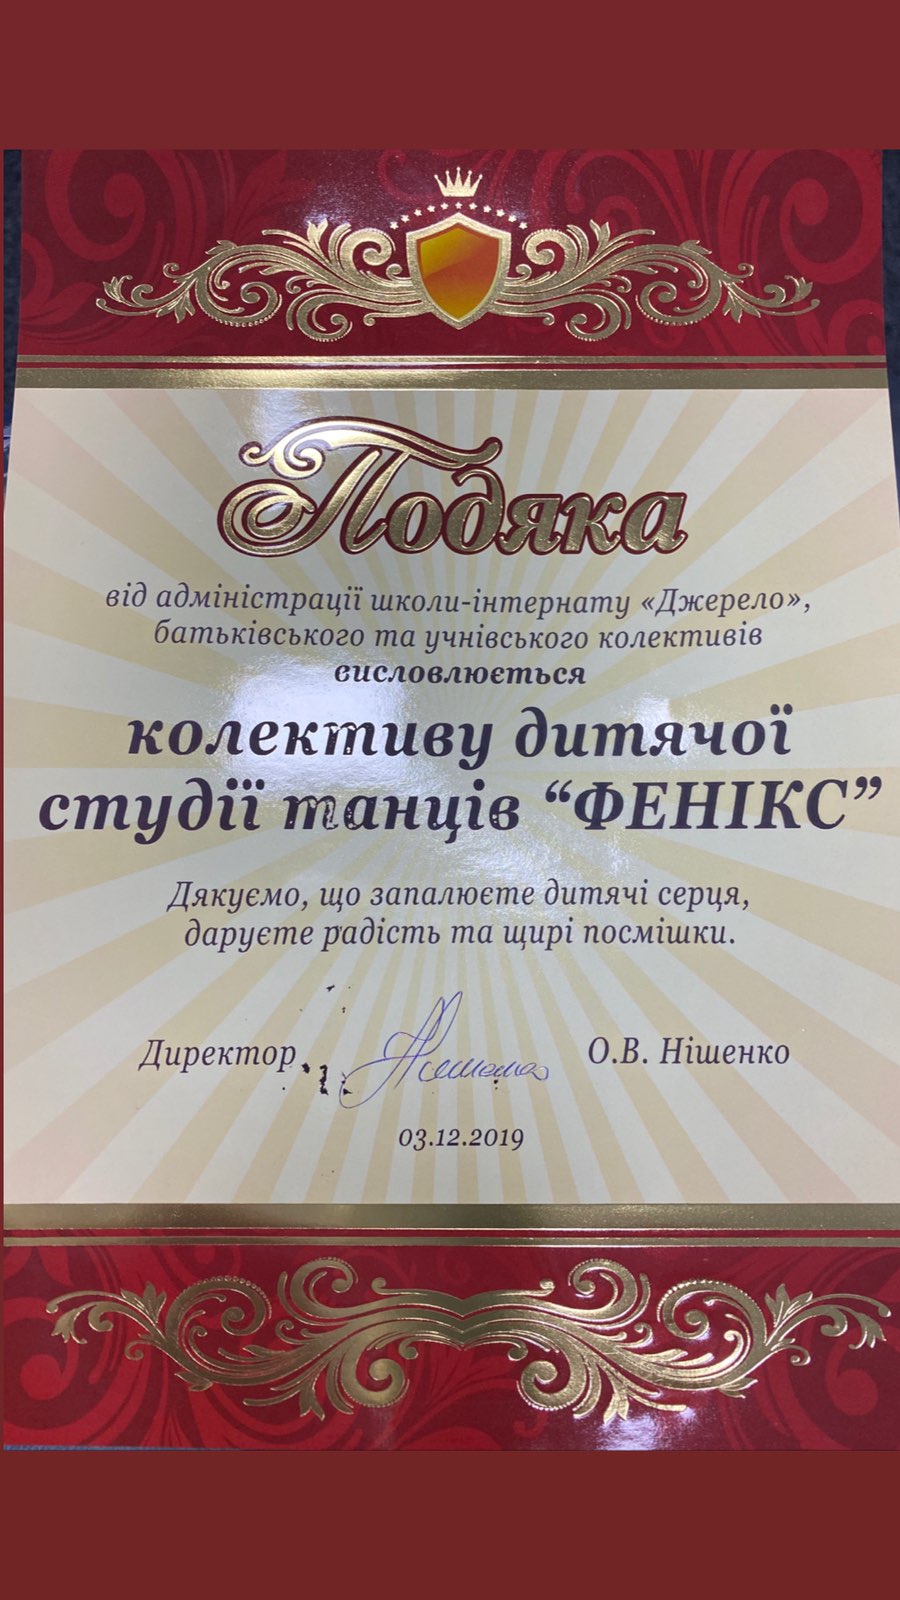 Подяка
від адміністрації школи-інтернату «Джерело»,
батьківського та учнівського колективів
висловлюється
колективу дитячої
студії танців “ФЕНІКС”
Дякуємо, що запалюєте дитячі серця,
даруєте радість та щирі посмішки.
Директор О.В. Нішенко
03.12.2019